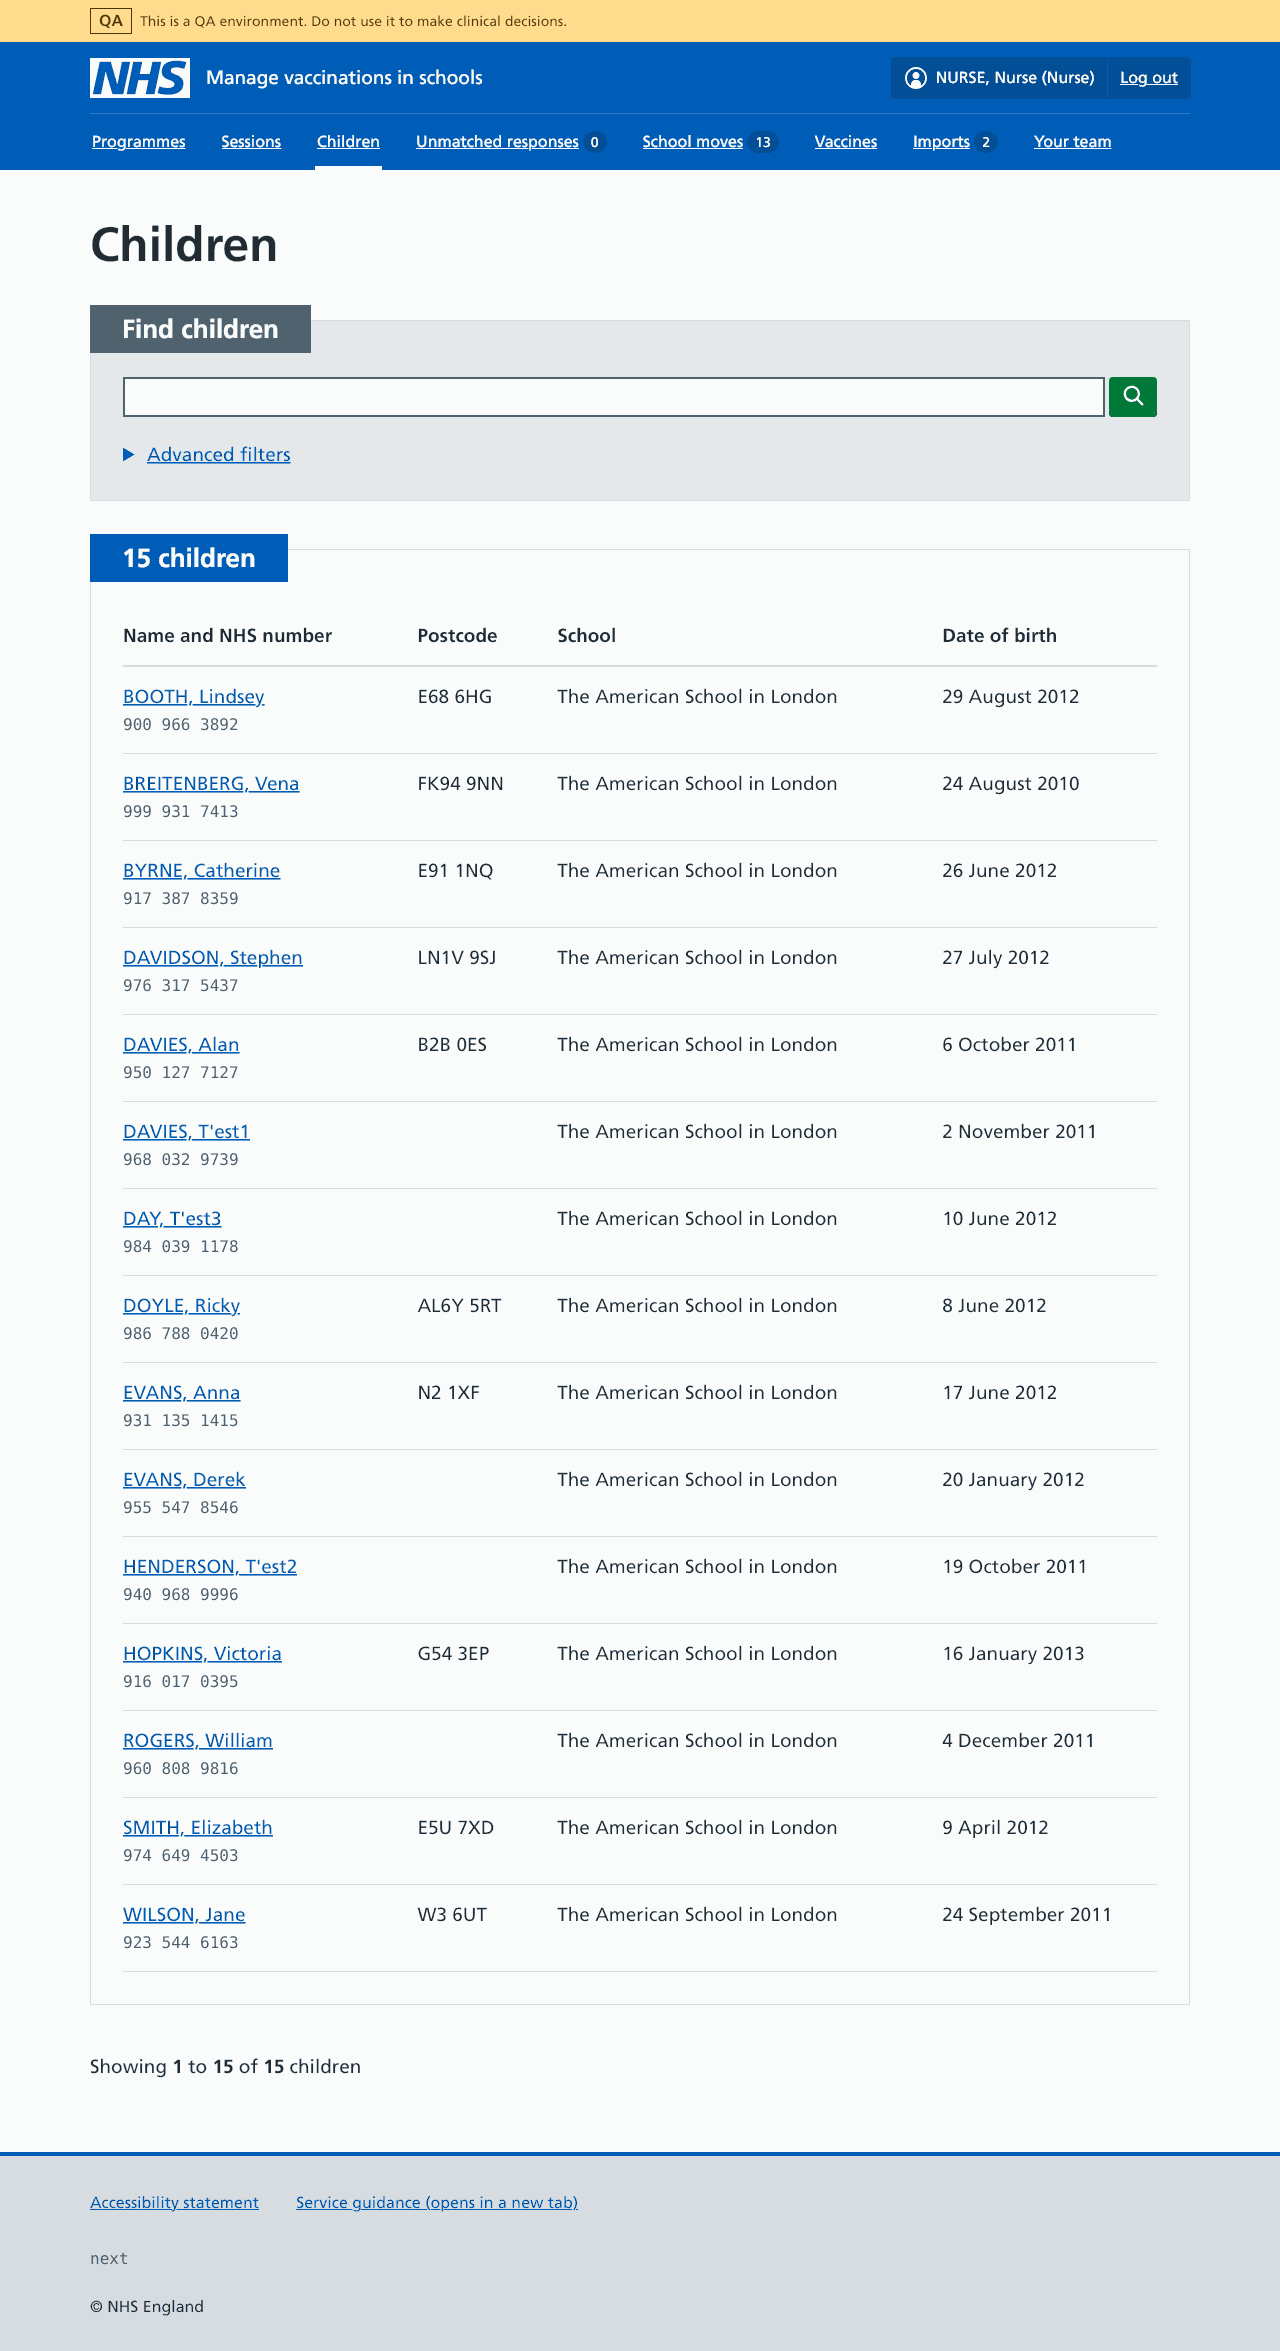 QA This is a QA environment. Do not use it to make clinical decisions.
NHS Manage vaccinations in schools NURSE, Nurse (Nurse) Log out
Programmes Sessions Children Unmatched responses 0 School moves 13 Vaccines Imports 2 Your team
Children
Find children
Advanced filters
15 children
Name and NHS number Postcode School Date of birth
BOOTH, Lindsey E68 6HG The American School in London 29 August 2012
900 966 3892
BREITENBERG, Vena FK94 9NN The American School in London 24 August 2010
999 931 7413
BYRNE, Catherine E91 1NQ The American School in London 26 June 2012
917 387 8359
DAVIDSON, Stephen LN1V 9SJ The American School in London 27 July 2012
976 317 5437
DAVIES, Alan B2B 0ES The American School in London 6 October 2011
950 127 7127
DAVIES, T'est1 The American School in London 2 November 2011
968 032 9739
DAY, T'est3 The American School in London 10 June 2012
984 039 1178
DOYLE, Ricky AL6Y 5RT The American School in London 8 June 2012
986 788 0420
EVANS, Anna N2 1XF The American School in London 17 June 2012
931 135 1415
EVANS, Derek The American School in London 20 January 2012
955 547 8546
HENDERSON, T'est2 The American School in London 19 October 2011
940 968 9996
HOPKINS, Victoria G54 3EP The American School in London 16 January 2013
916 017 0395
ROGERS, William The American School in London 4 December 2011
960 808 9816
SMITH, Elizabeth E5U 7XD The American School in London 9 April 2012
974 649 4503
WILSON, Jane W3 6UT The American School in London 24 September 2011
923 544 6163
Showing 1 to 15 of 15 children
Accessibility statement Service guidance (opens in a new tab)
next
© NHS England